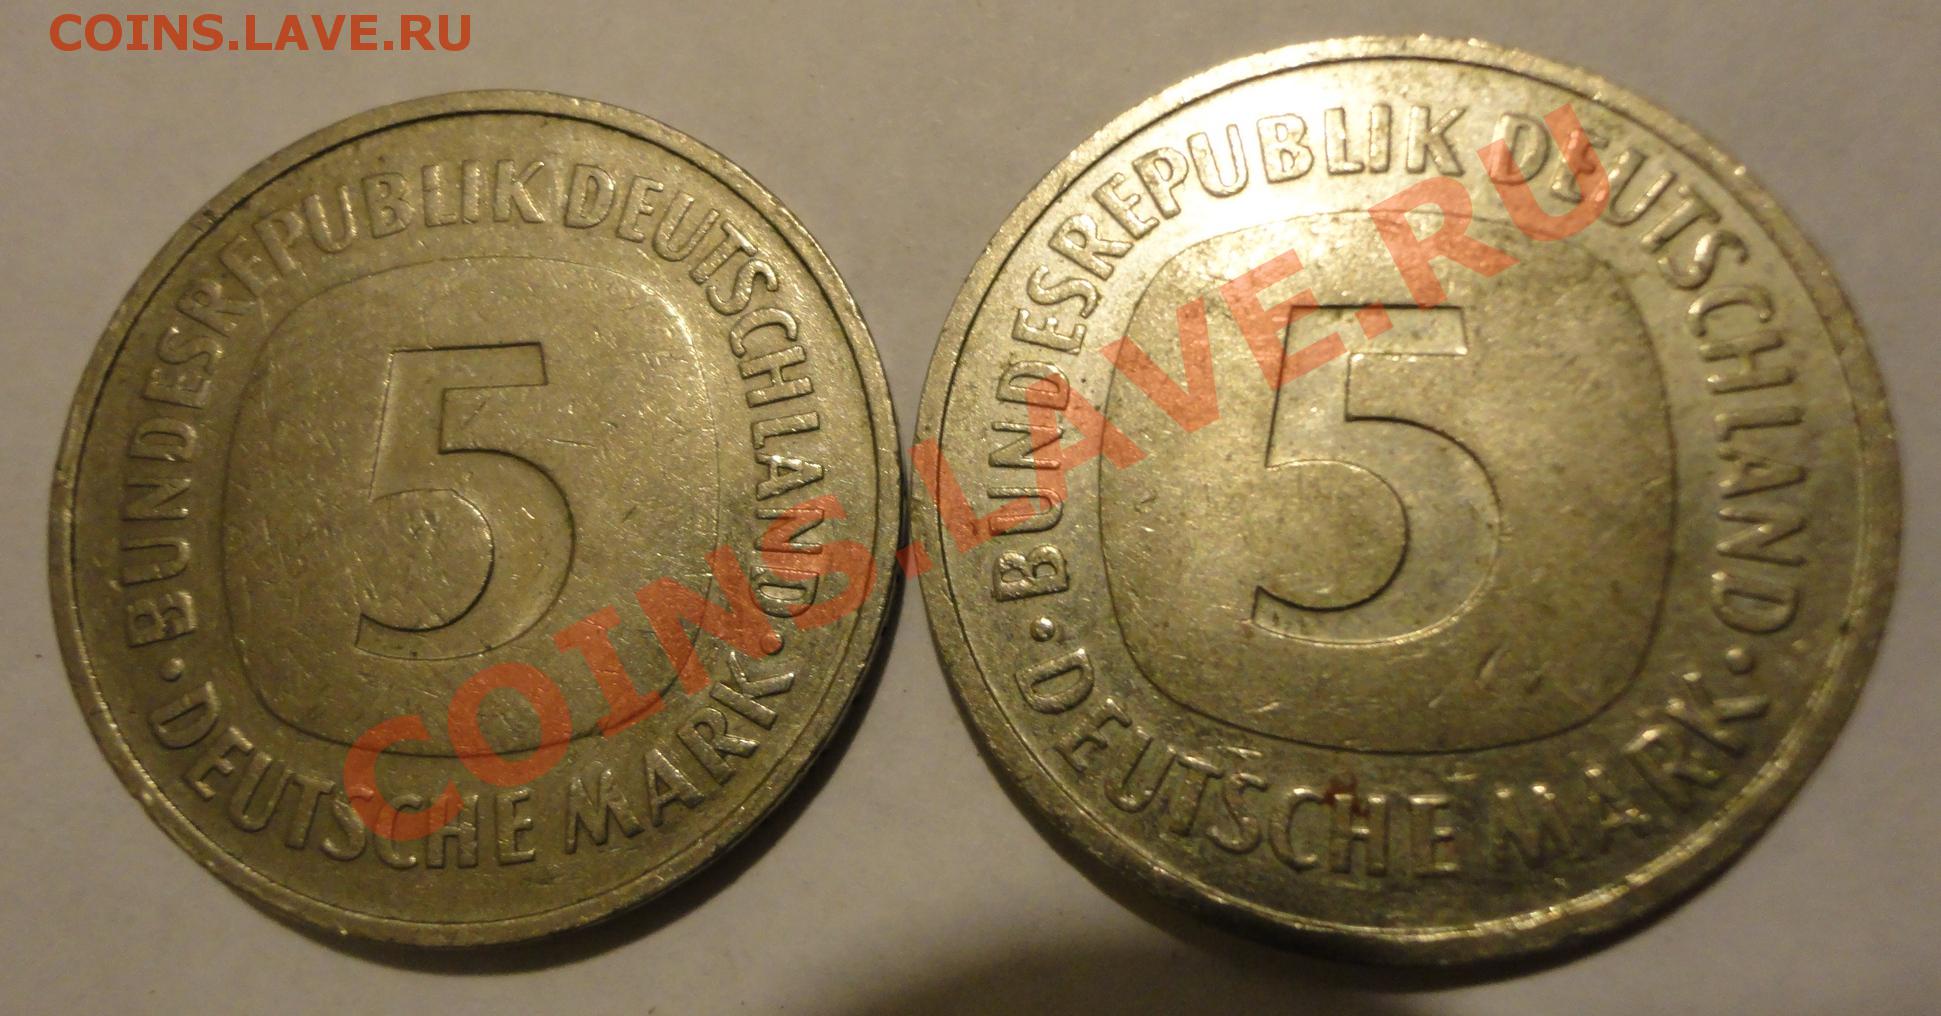 COINS.LAVE.RU
BUNDESREPUBLIK DEUTSCHLAND
5
· DEUTSCHE MARK ·
BUNDESREPUBLIK DEUTSCHLAND
5
· DEUTSCHE MARK ·
COINS.LAVE.RU